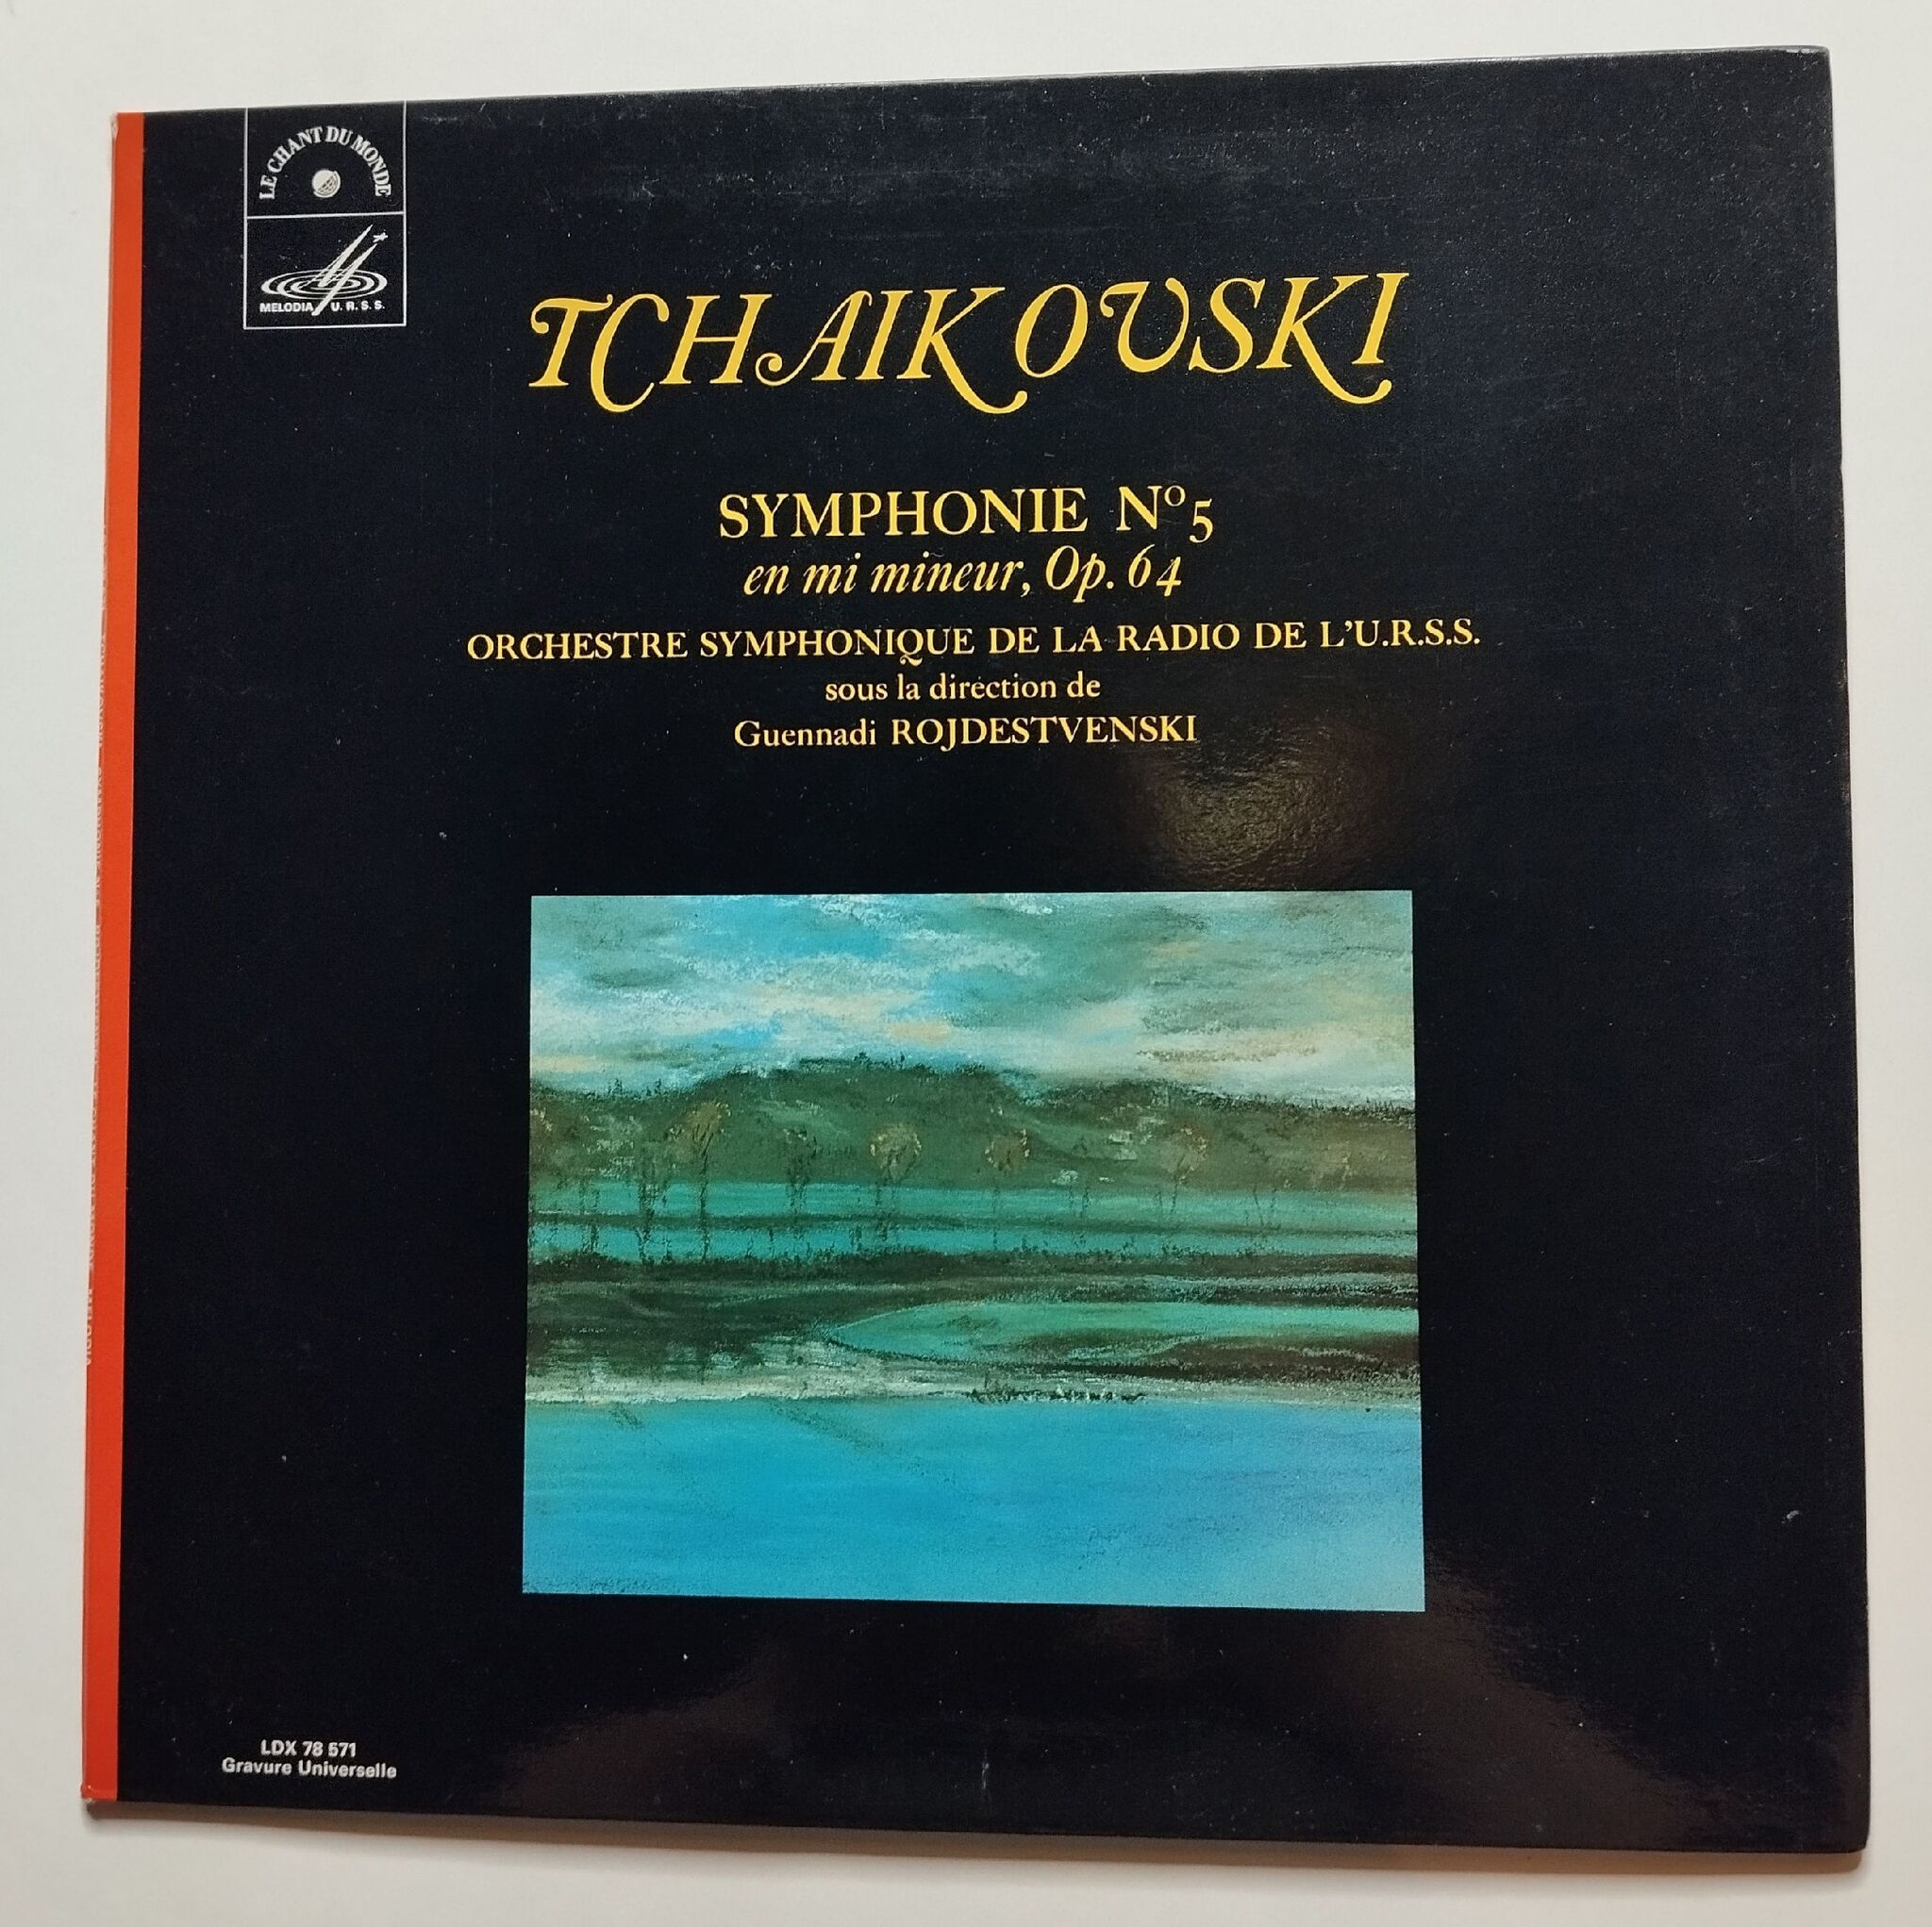 LE CHANT DU MONDE
MELODIA U.R.S.S.
TCHAIKOVSKI
SYMPHONIE Nº5
en mi mineur, Op. 64
ORCHESTRE SYMPHONIQUE DE LA RADIO DE L'U.R.S.S.
sous la direction de
Guennadi ROJDESTVENSKI
LDX 78 571
Gravure Universelle